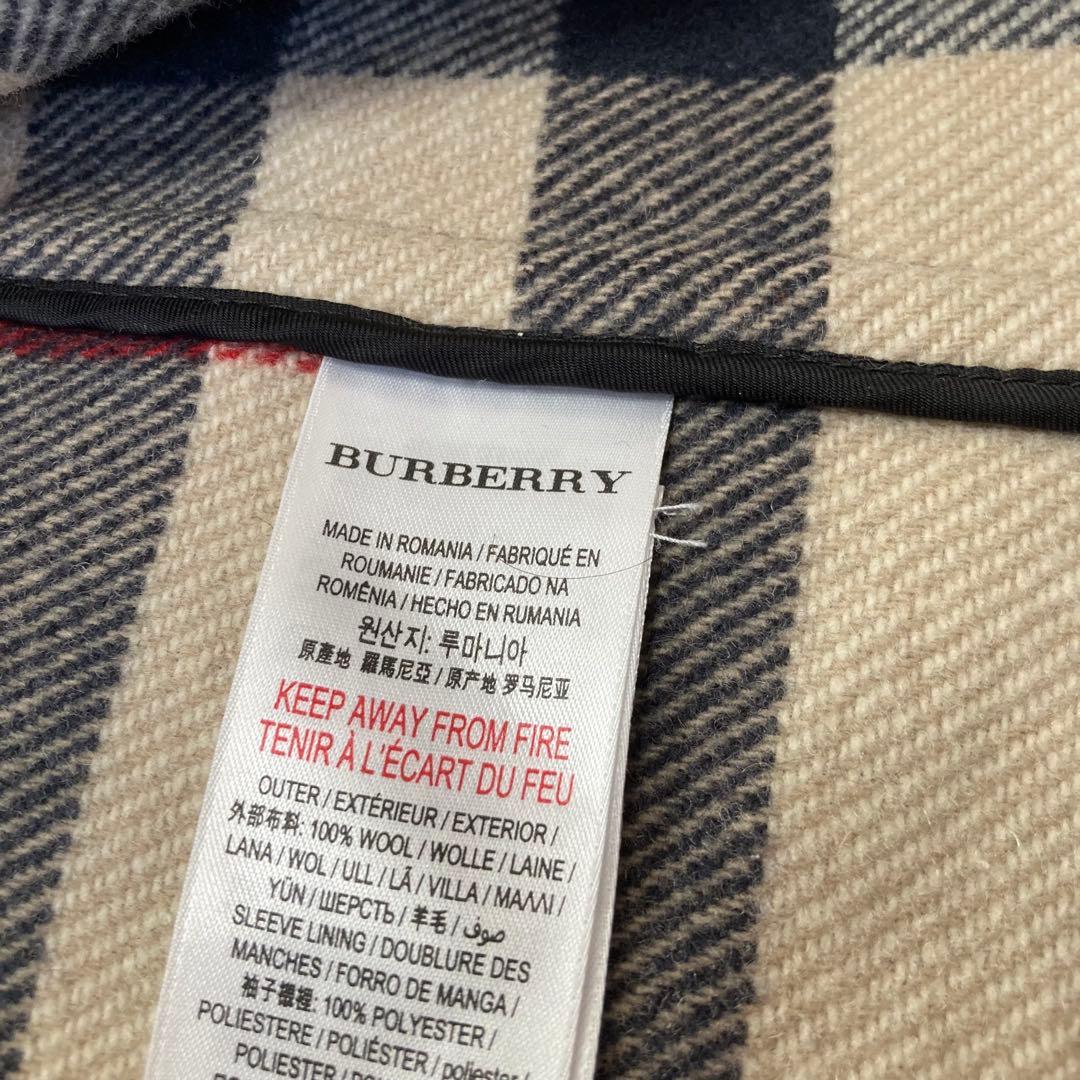 BURBERRY
MADE IN ROMANIA / FABRIQUÉ EN
ROUMANIE / FABRICADO NA
ROMÊNIA / HECHO EN RUMANIA
원산지: 루마니아
原產地 羅馬尼亞 / 原产地 罗马尼亚
KEEP AWAY FROM FIRE
TENIR À L'ÉCART DU FEU
OUTER / EXTÉRIEUR / EXTERIOR /
外部布料: 100% WOOL / WOLLE / LAINE /
LANA / WOL / ULL / LÃ / VILLA / ΜΑΛΛΙ /
YÜN / ШЕРСТЬ / 羊毛 / صوف /
SLEEVE LINING / DOUBLURE DES
MANCHES / FORRO DE MANGA /
袖子襯裡: 100% POLYESTER /
POLIESTERE / POLIÉSTER / poliester /
POLIESTER /